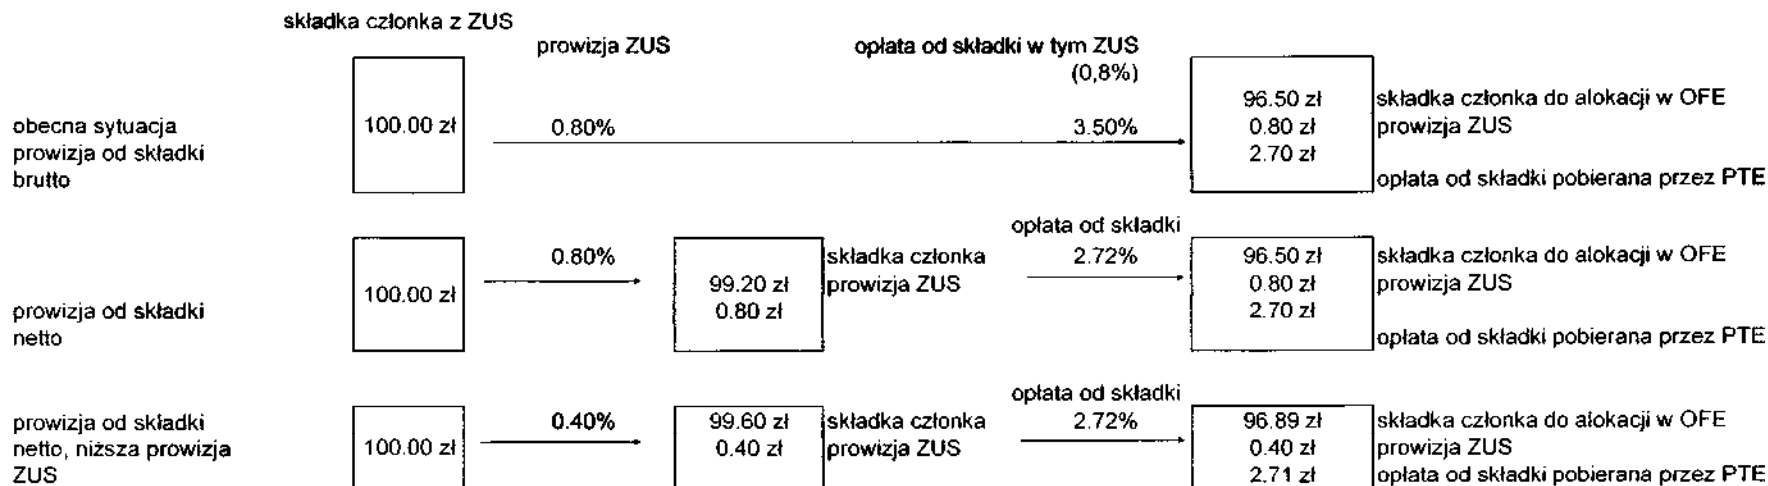 składka członka z ZUS
prowizja ZUS
opłata od składki w tym ZUS
(0,8%)
obecna sytuacja
prowizja od składki
brutto
100.00 zł
0.80%
3.50%
96.50 zł
0.80 zł
2.70 zł
składka członka do alokacji w OFE
prowizja ZUS
opłata od składki pobierana przez PTE
prowizja od składki
netto
100.00 zł
0.80%
99.20 zł
0.80 zł
składka członka
prowizja ZUS
opłata od składki
2.72%
96.50 zł
0.80 zł
2.70 zł
składka członka do alokacji w OFE
prowizja ZUS
opłata od składki pobierana przez PTE
prowizja od składki
netto, niższa prowizja
ZUS
100.00 zł
0.40%
99.60 zł
0.40 zł
składka członka
prowizja ZUS
opłata od składki
2.72%
96.89 zł
0.40 zł
2.71 zł
składka członka do alokacji w OFE
prowizja ZUS
opłata od składki pobierana przez PTE